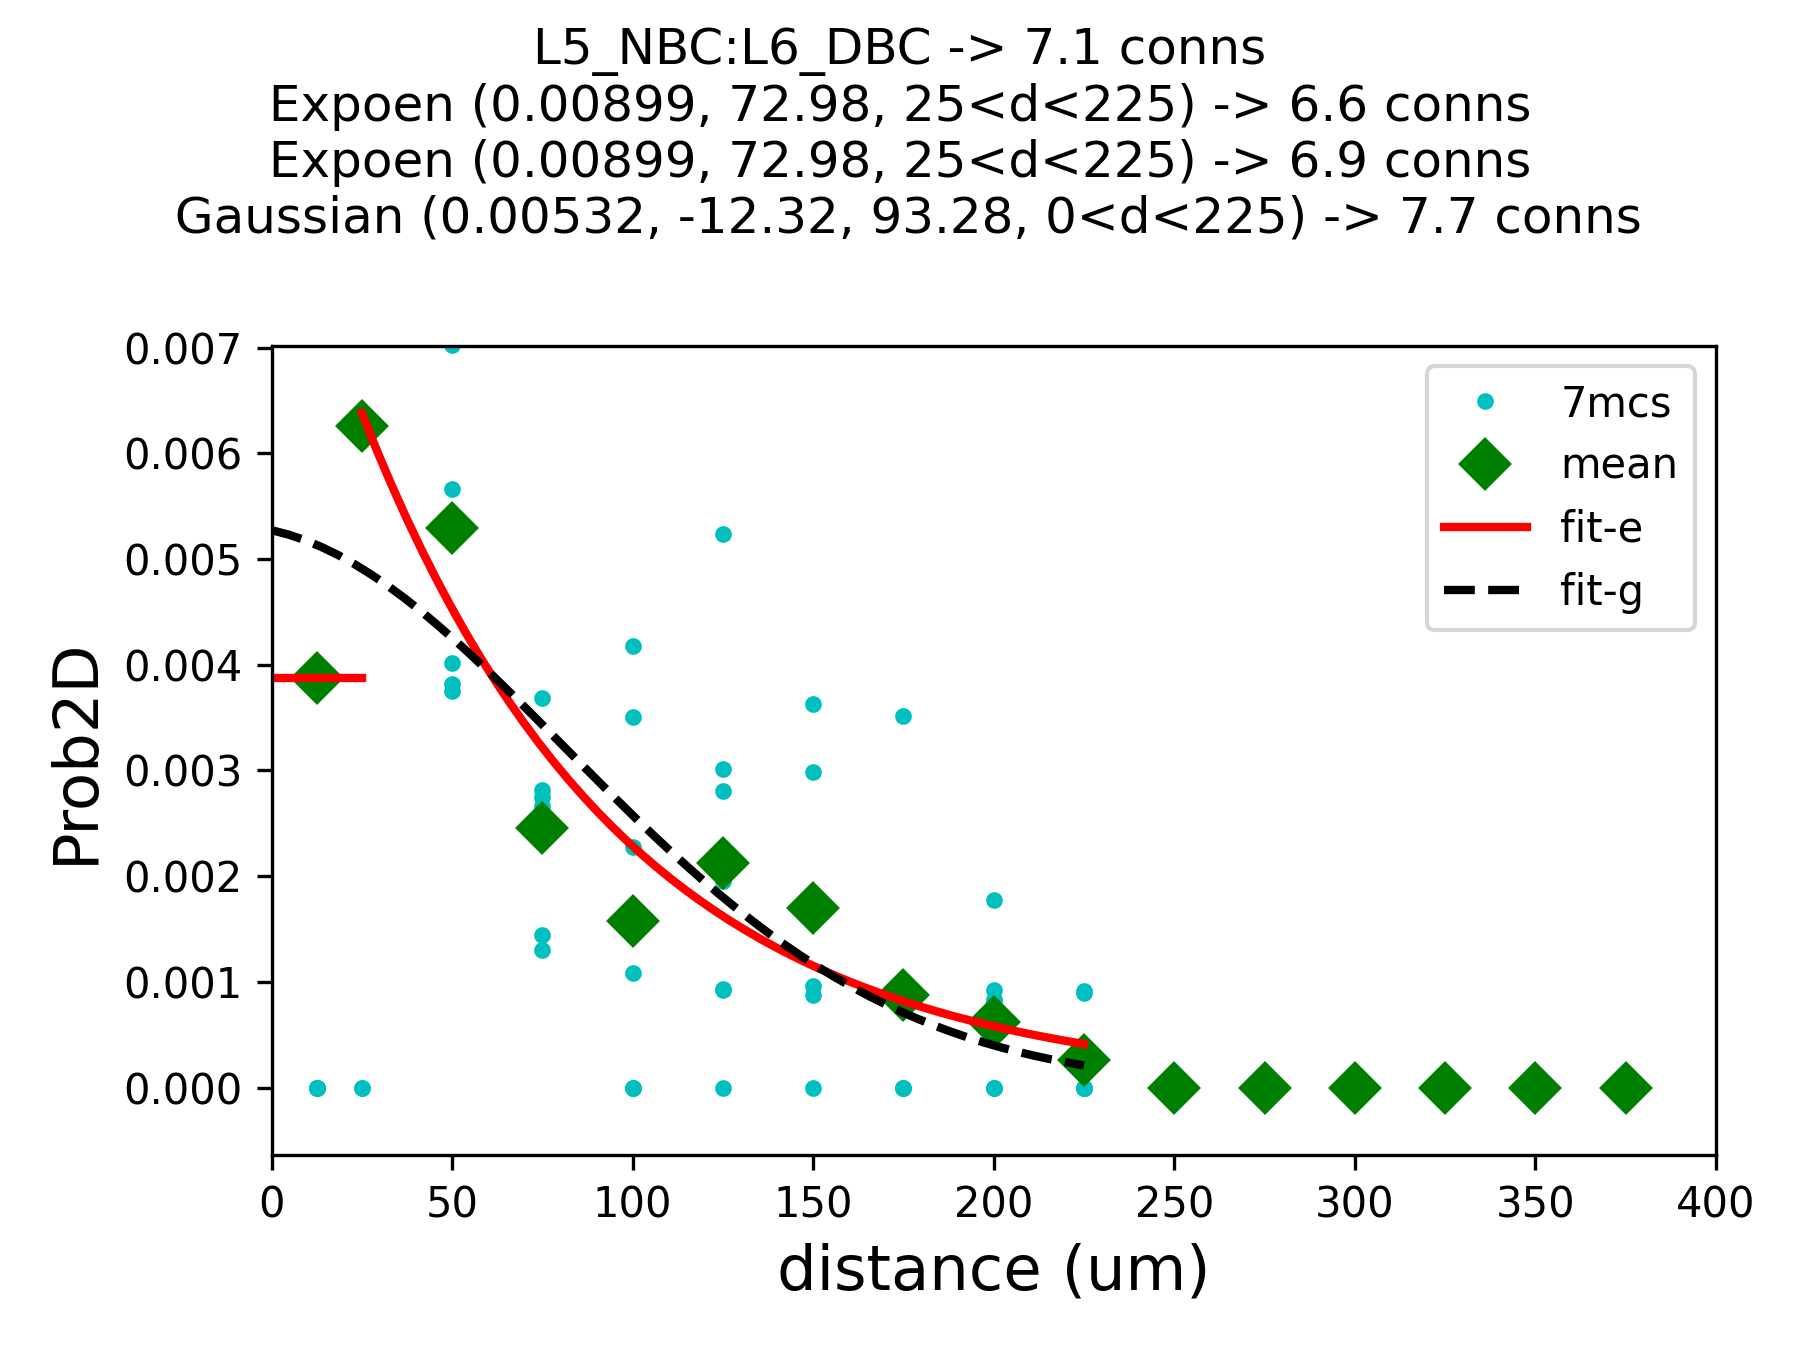 L5_NBC:L6_DBC -> 7.1 conns
Expoen (0.00899, 72.98, 25<d<225) -> 6.6 conns
Expoen (0.00899, 72.98, 25<d<225) -> 6.9 conns
Gaussian (0.00532, -12.32, 93.28, 0<d<225) -> 7.7 conns
0.007
0.006
0.005
0.004
0.003
0.002
0.001
0.000
Prob2D
7mcs
mean
fit-e
fit-g
0 50 100 150 200 250 300 350 400
distance (um)